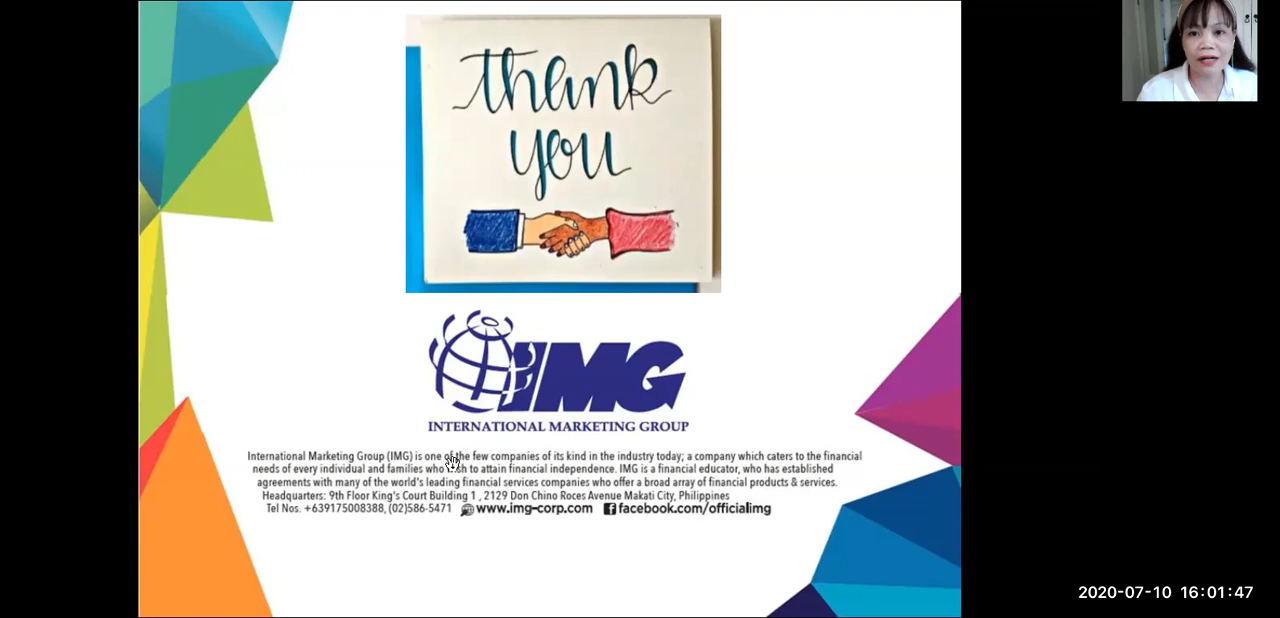 thank
you
IMG
INTERNATIONAL MARKETING GROUP
International Marketing Group (IMG) is one of the few companies of its kind in the industry today; a company which caters to the financial
needs of every individual and families who wish to attain financial independence. IMG is a financial educator, who has established
agreements with many of the world's leading financial services companies who offer a broad array of financial products & services.
Headquarters: 9th Floor King's Court Building 1 , 2129 Don Chino Roces Avenue Makati City, Philippines
Tel Nos. +639175008388, (02)586-5471 www.img-corp.com facebook.com/officialimg
2020-07-10 16:01:47